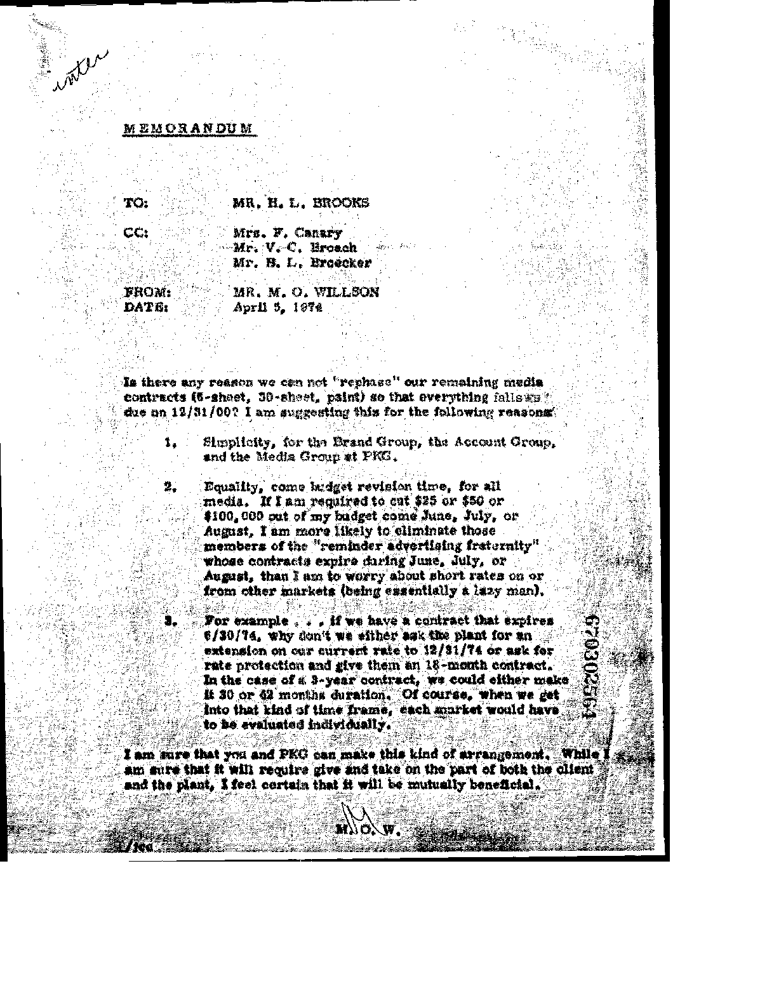 inter
MEMORANDUM
TO: MR. H. L. BROOKS
CC: Mrs. F. Canary
Mr. V. C. Broach
Mr. B. L. Broecker
FROM: MR. M. O. WILLSON
DATE: April 5, 1974
Is there any reason we can not "rephase" our remaining media
contracts (6-sheet, 30-sheet, paint) so that everything falls
due on 12/31/00? I am suggesting this for the following reasons:
1. Simplicity, for the Brand Group, the Account Group,
and the Media Group at PKG.
2. Equality, come budget revision time, for all
media. If I am required to cut $25 or $50 or
$100,000 out of my budget come June, July, or
August, I am more likely to eliminate those
members of the "reminder advertising fraternity"
whose contracts expire during June, July, or
August, than I am to worry about short rates on or
from other markets (being essentially a lazy man).
3. For example . . . if we have a contract that expires
6/30/74, why don't we either ask the plant for an
extension on our current rate to 12/31/74 or ask for
rate protection and give them an 18-month contract.
In the case of a 3-year contract, we could either make
it 30 or 42 months duration. Of course, when we get
into that kind of time frame, each market would have
to be evaluated individually.
I am sure that you and PKG can make this kind of arrangement. While I
am sure that it will require give and take on the part of both the client
and the plant, I feel certain that it will be mutually beneficial.
M. O. W.
670302564